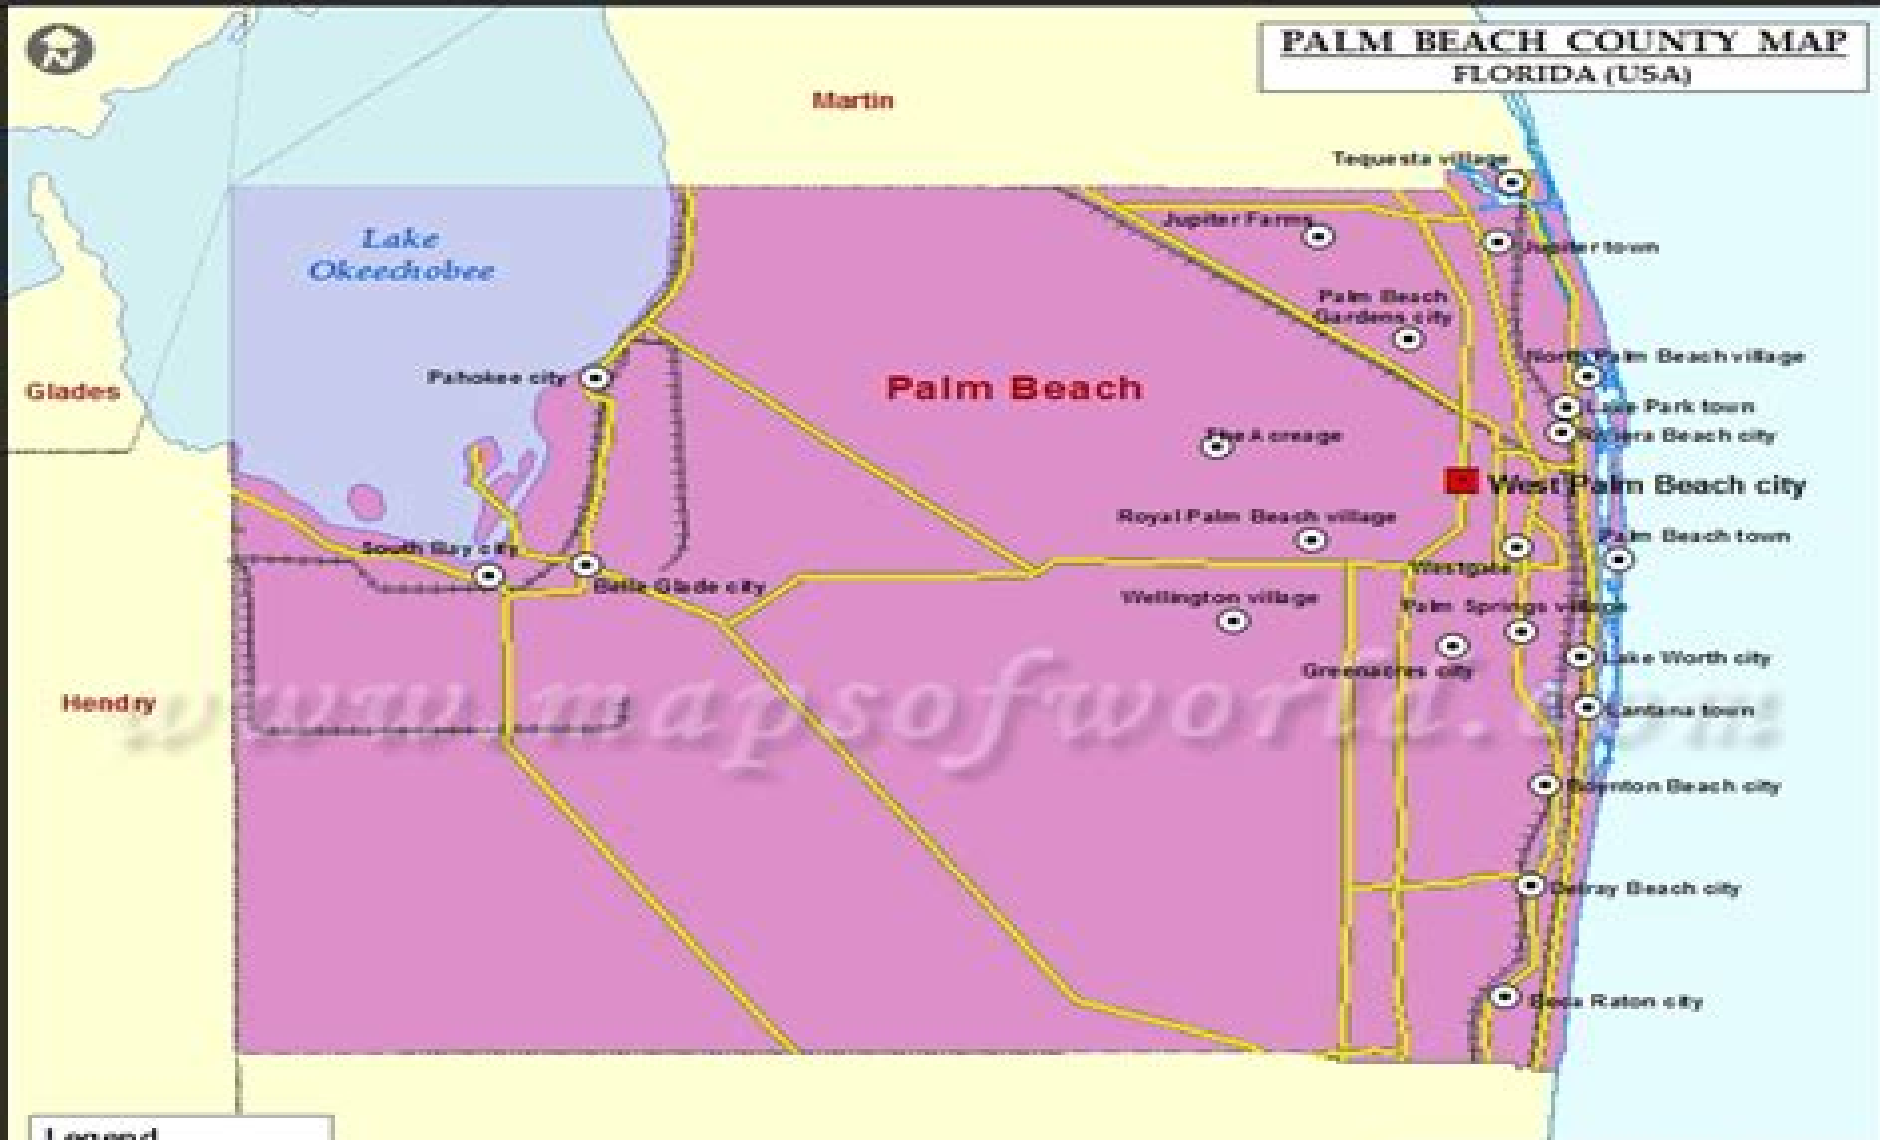 N
PALM BEACH COUNTY MAP
FLORIDA (USA)
Martin
Tequesta village
Jupiter Farms
Jupiter town
Lake
Okeechobee
Palm Beach
Gardens city
North Palm Beach village
Pahokee city
Glades
Palm Beach
Lake Park town
The Acreage
Riviera Beach city
West Palm Beach city
Royal Palm Beach village
Palm Beach town
South Bay city
Westgate
Belle Glade city
Wellington village
Palm Springs village
Lake Worth city
Greenacres city
Hendry
www.mapsofworld.com
Lantana town
Boynton Beach city
Delray Beach city
Boca Raton city
Legend